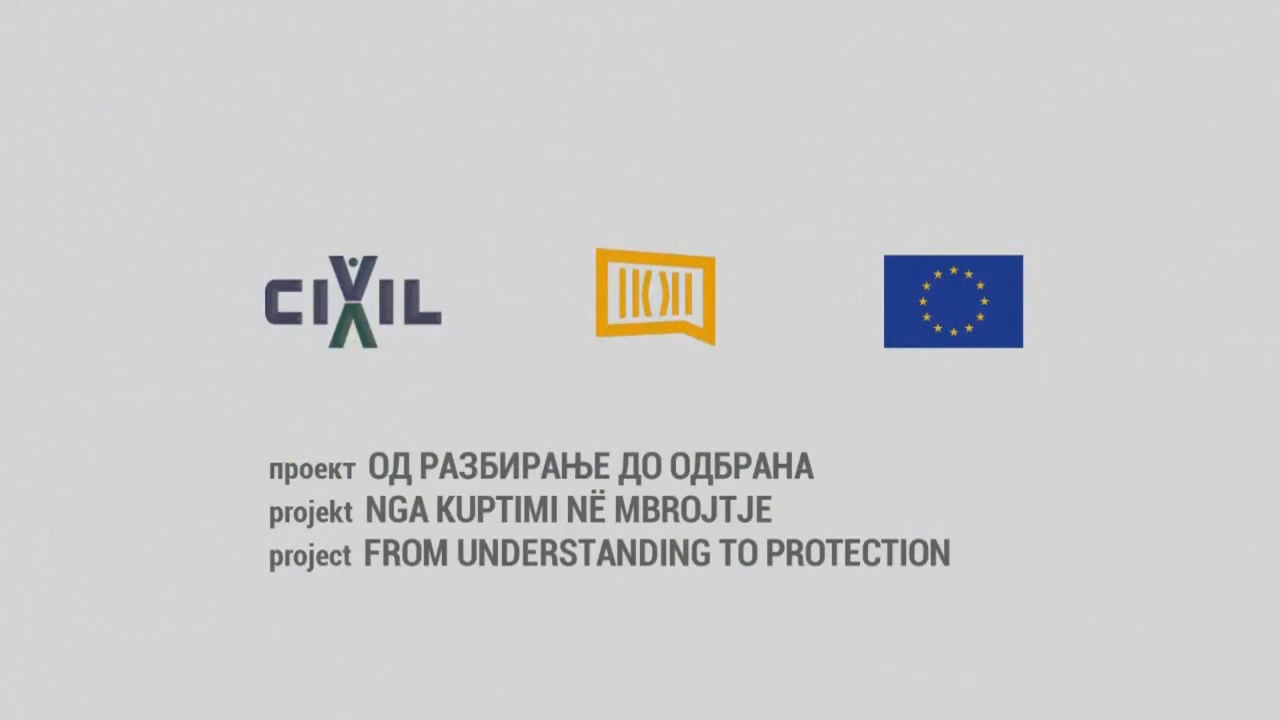 CIVIL
проект ОД РАЗБИРАЊЕ ДО ОДБРАНА
projekt NGA KUPTIMI NË MBROJTJE
project FROM UNDERSTANDING TO PROTECTION